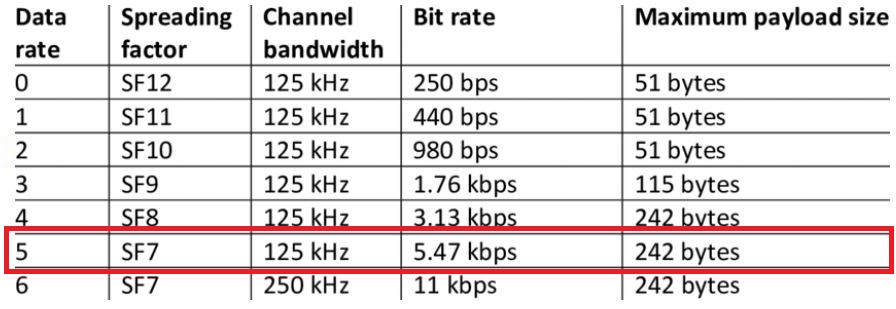 Data rate Spreading factor Channel bandwidth Bit rate Maximum payload size
0 SF12 125 kHz 250 bps 51 bytes
1 SF11 125 kHz 440 bps 51 bytes
2 SF10 125 kHz 980 bps 51 bytes
3 SF9 125 kHz 1.76 kbps 115 bytes
4 SF8 125 kHz 3.13 kbps 242 bytes
5 SF7 125 kHz 5.47 kbps 242 bytes
6 SF7 250 kHz 11 kbps 242 bytes